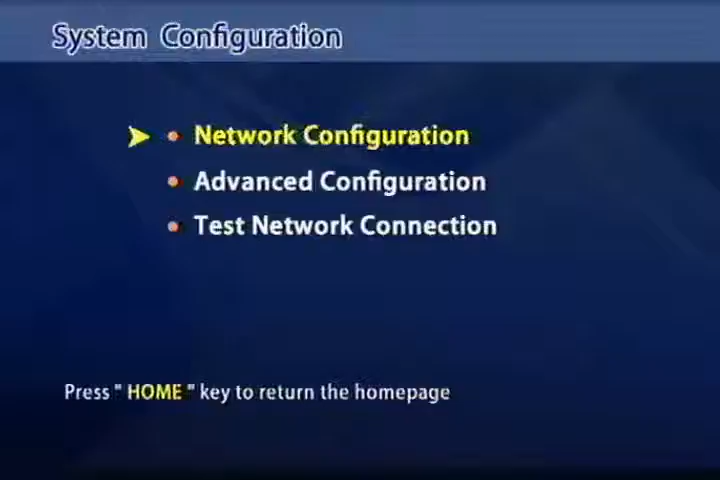 System Configuration
Network Configuration
Advanced Configuration
Test Network Connection
Press " HOME " key to return the homepage